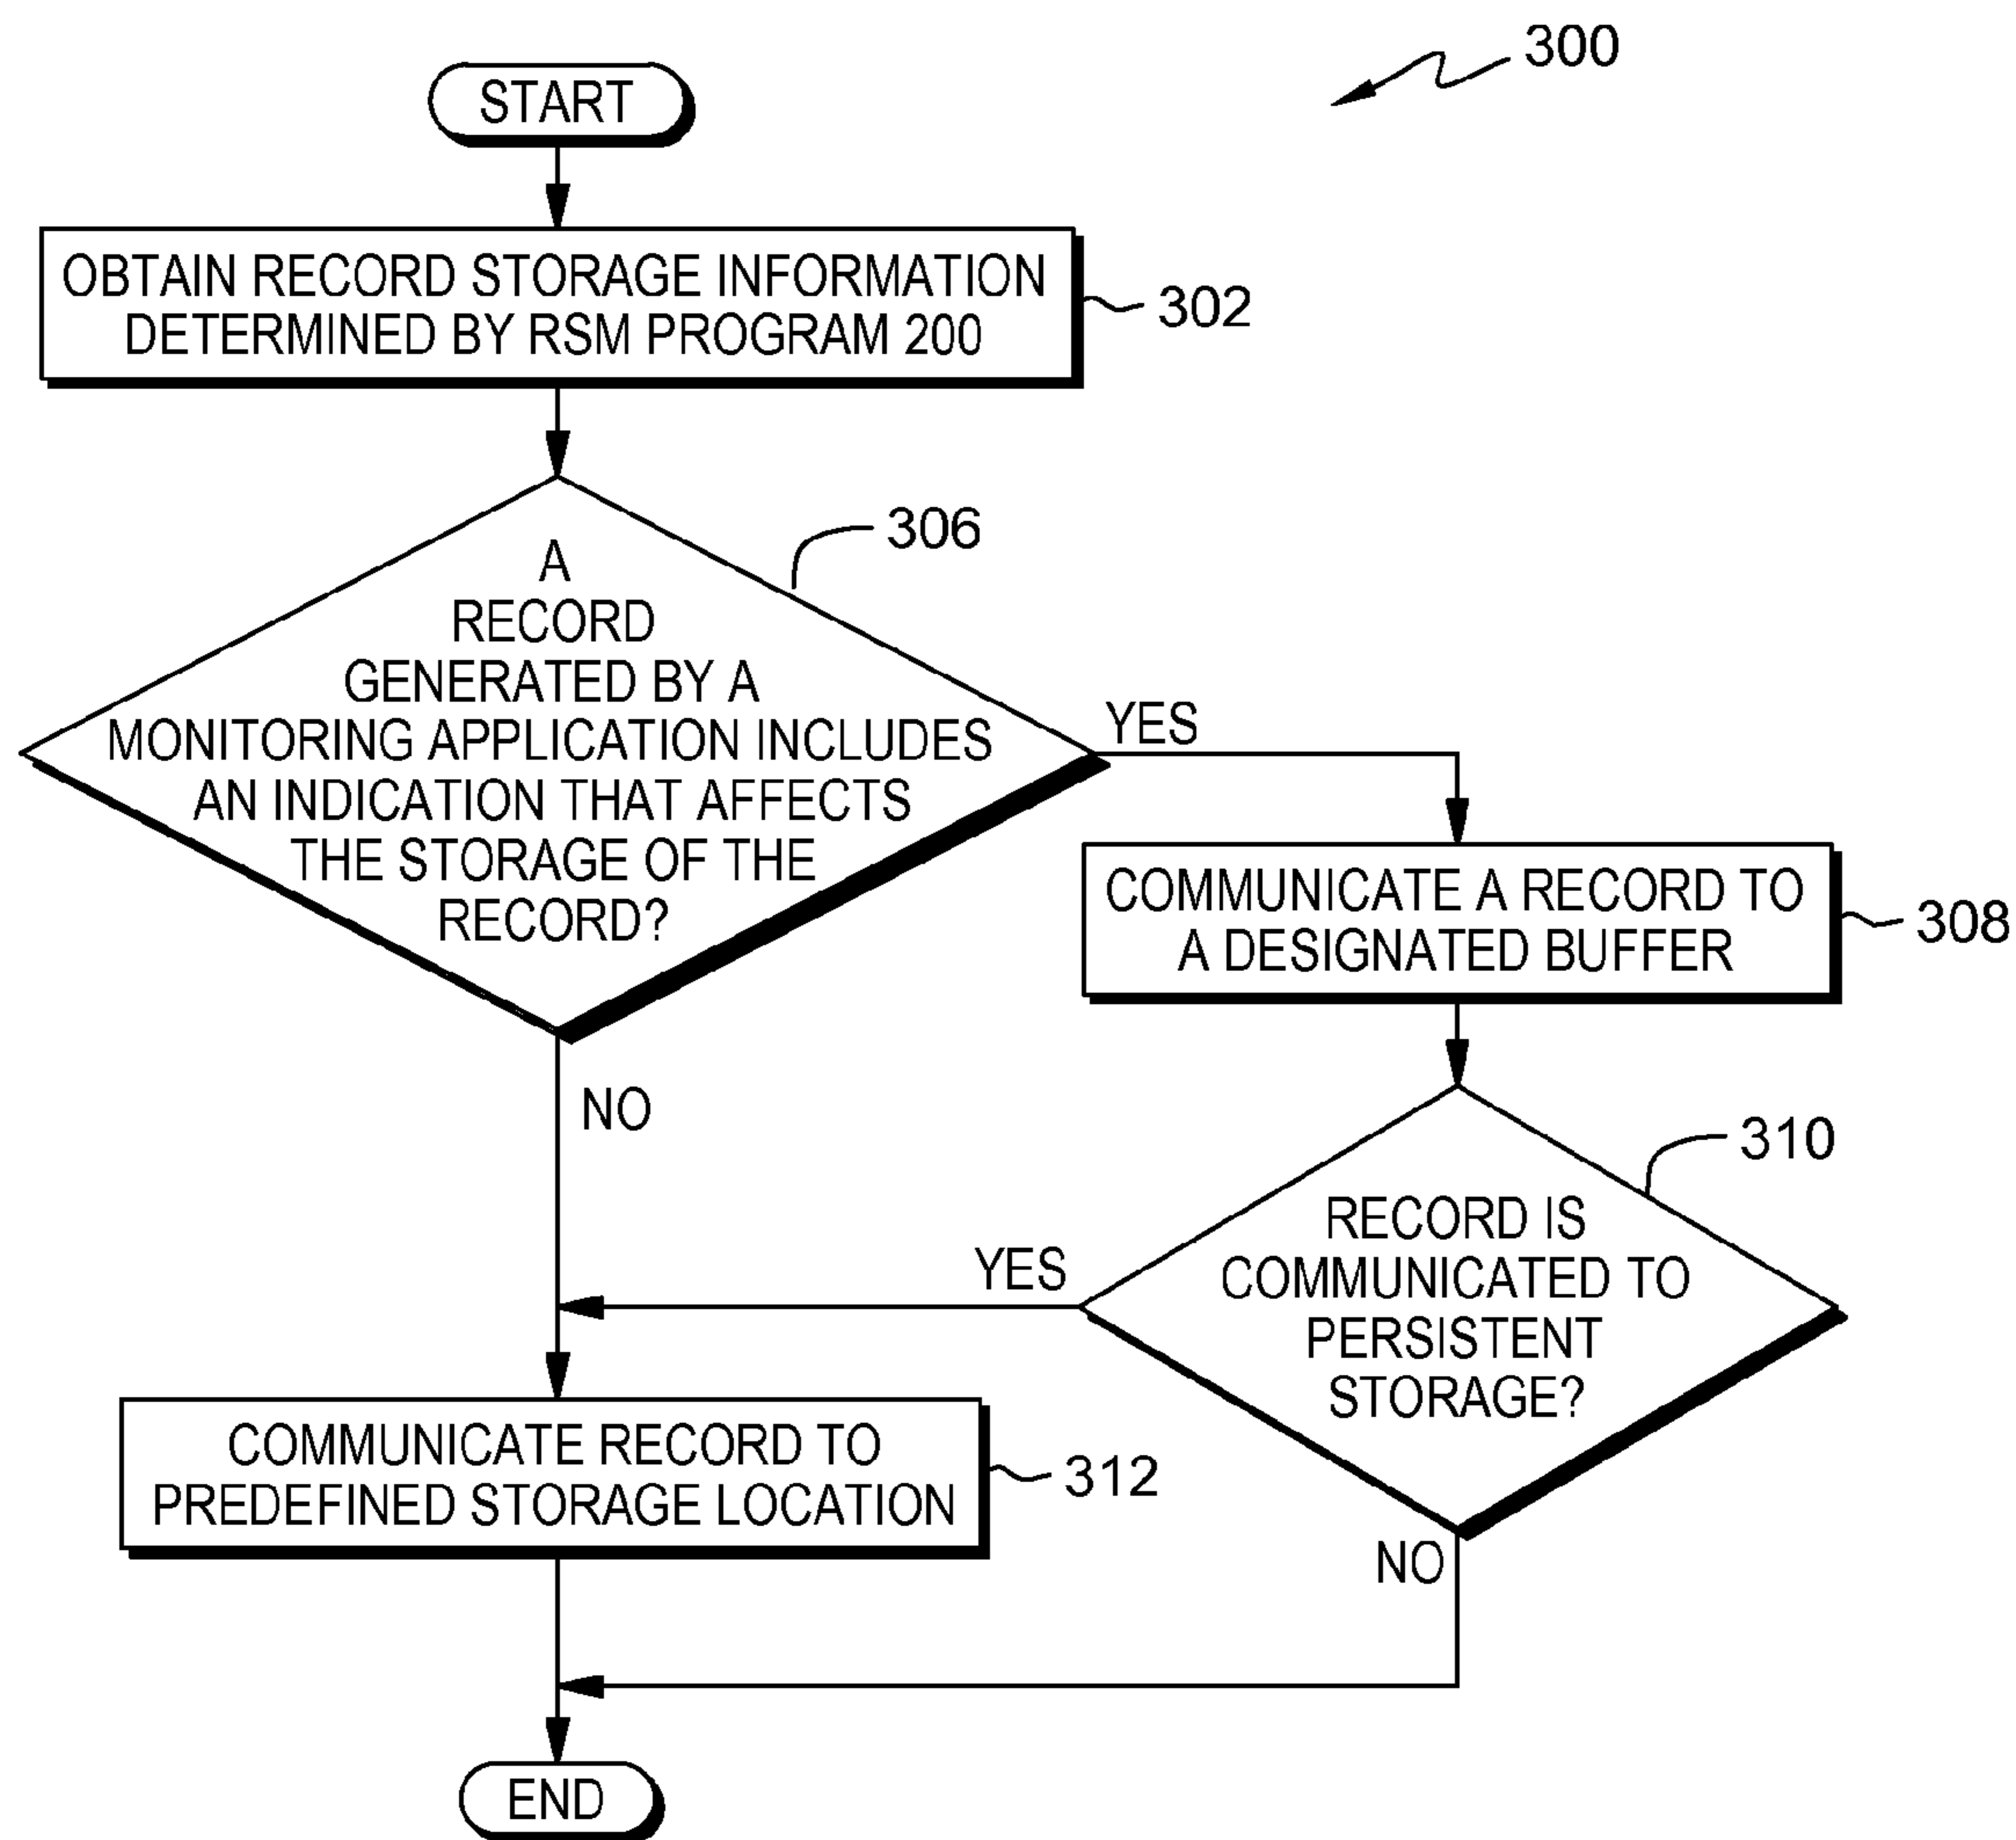 300
START
OBTAIN RECORD STORAGE INFORMATION
DETERMINED BY RSM PROGRAM 200
302
306
A
RECORD
GENERATED BY A
MONITORING APPLICATION INCLUDES
AN INDICATION THAT AFFECTS
THE STORAGE OF THE
RECORD?
YES
COMMUNICATE A RECORD TO
A DESIGNATED BUFFER
308
NO
310
RECORD IS
COMMUNICATED TO
PERSISTENT
STORAGE?
YES
COMMUNICATE RECORD TO
PREDEFINED STORAGE LOCATION
312
NO
END